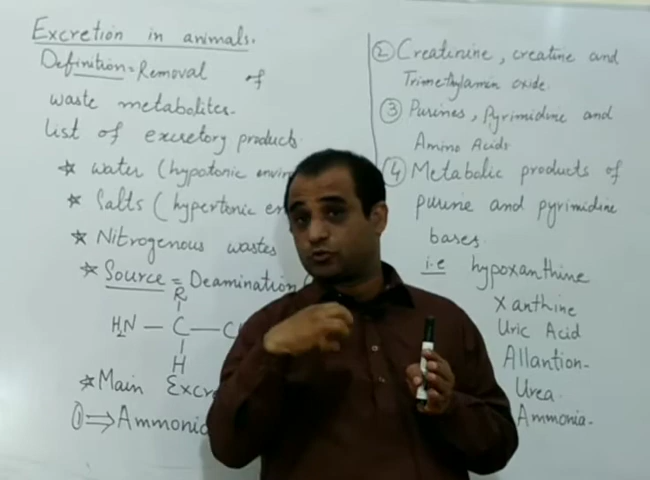 Excretion in animals.
Definition = Removal of
waste metabolites.
List of excretory products.
★ water (hypotonic envir
★ Salts (hypertonic en
★ Nitrogenous wastes
★ Source = Deamination
R
H₂N — C — C
H
★ Main Excre
① ⇒ Ammonia
② Creatinine, creatine and
Trimethylamin oxide.
③ Purines, Pyrimidine and
Amino Acids
④ Metabolic products of
purine and pyrimidine
bases.
i.e hypoxanthine
Xanthine
Uric Acid
Allantion-
Urea.
Ammonia.